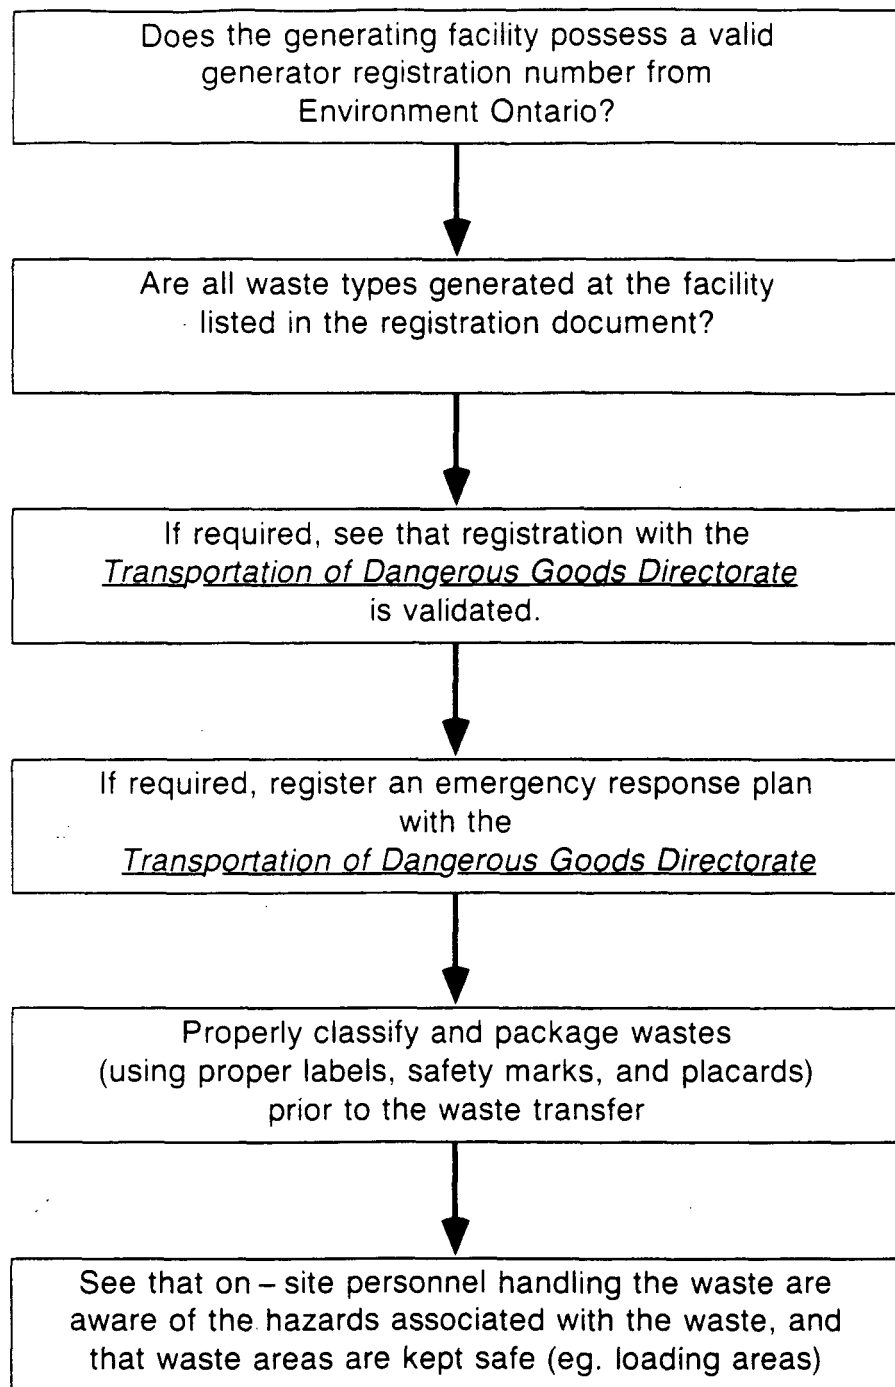 Does the generating facility possess a valid
generator registration number from
Environment Ontario?
Are all waste types generated at the facility
listed in the registration document?
If required, see that registration with the
Transportation of Dangerous Goods Directorate
is validated.
If required, register an emergency response plan
with the
Transportation of Dangerous Goods Directorate
Properly classify and package wastes
(using proper labels, safety marks, and placards)
prior to the waste transfer
See that on – site personnel handling the waste are
aware of the hazards associated with the waste, and
that waste areas are kept safe (eg. loading areas)